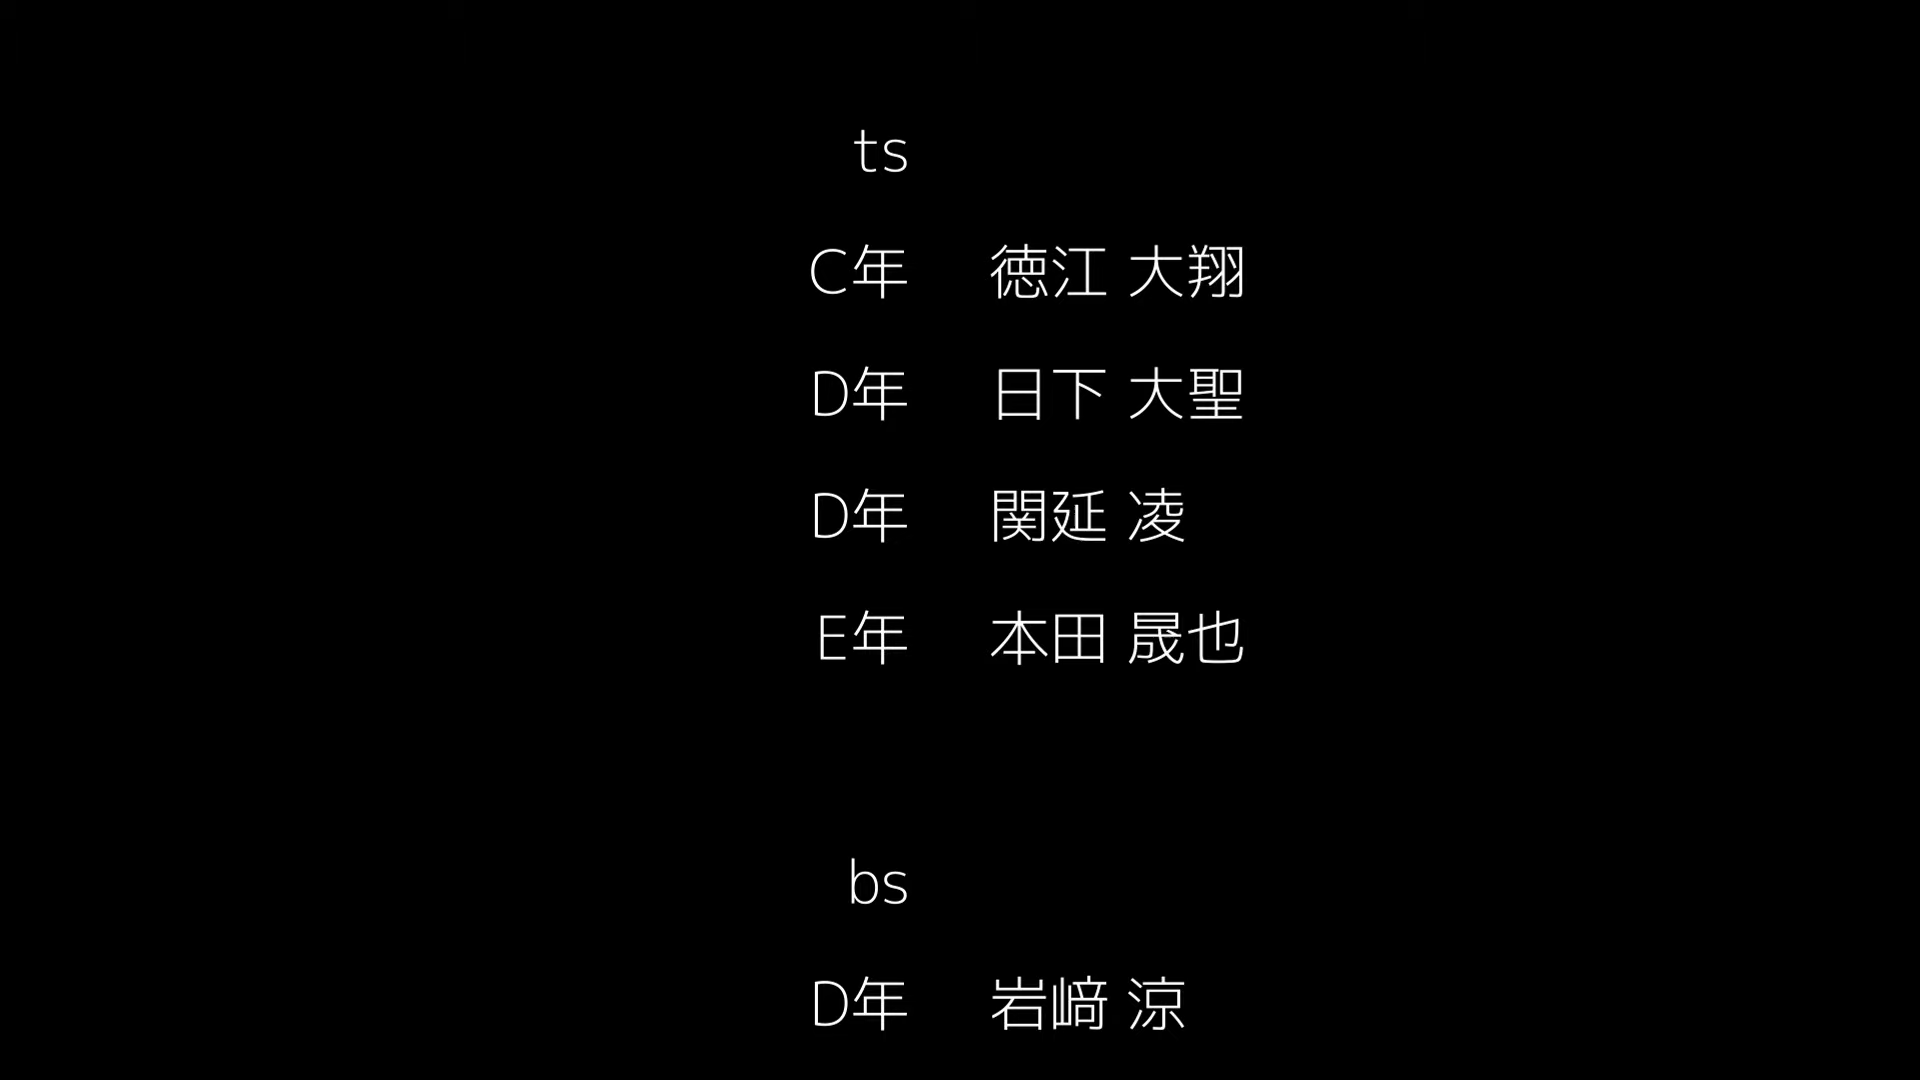 ts
C年 徳江 大翔
D年 日下 大聖
D年 関延 凌
E年 本田 晟也
bs
D年 岩﨑 涼